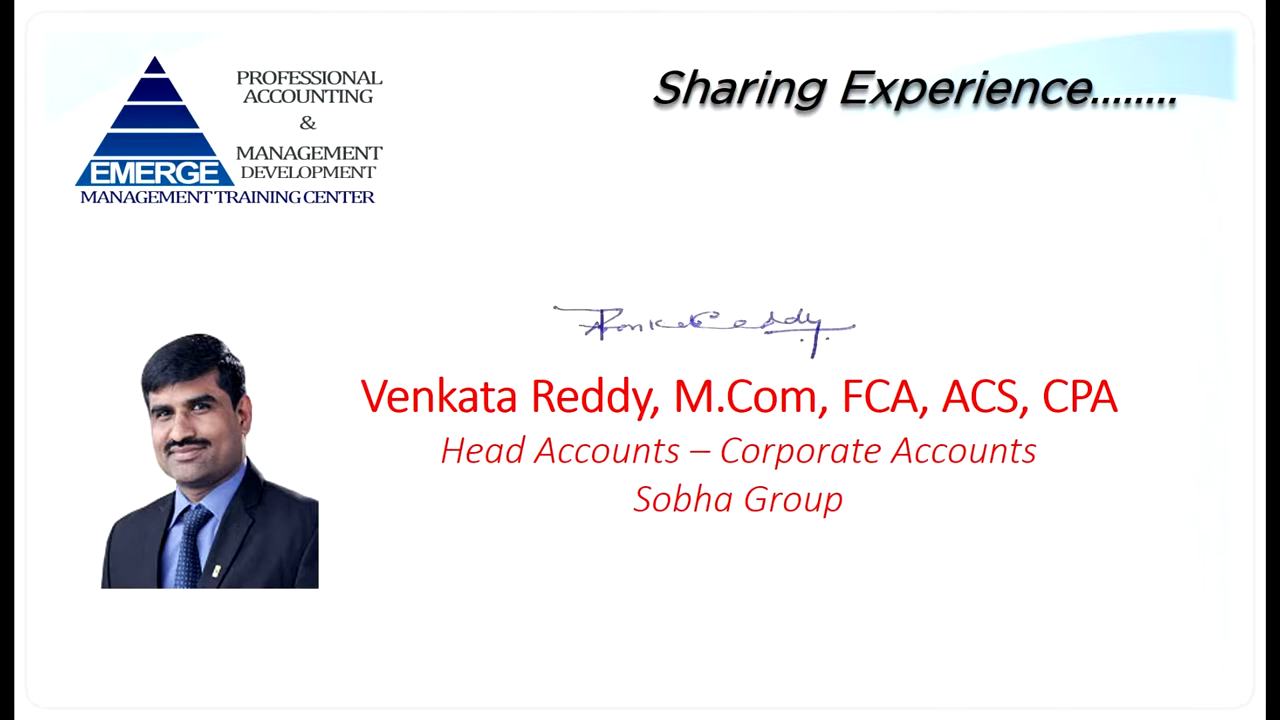 PROFESSIONAL
ACCOUNTING
&
MANAGEMENT
DEVELOPMENT
EMERGE
MANAGEMENT TRAINING CENTER
Sharing Experience........
Venkata Reddy, M.Com, FCA, ACS, CPA
Head Accounts – Corporate Accounts
Sobha Group